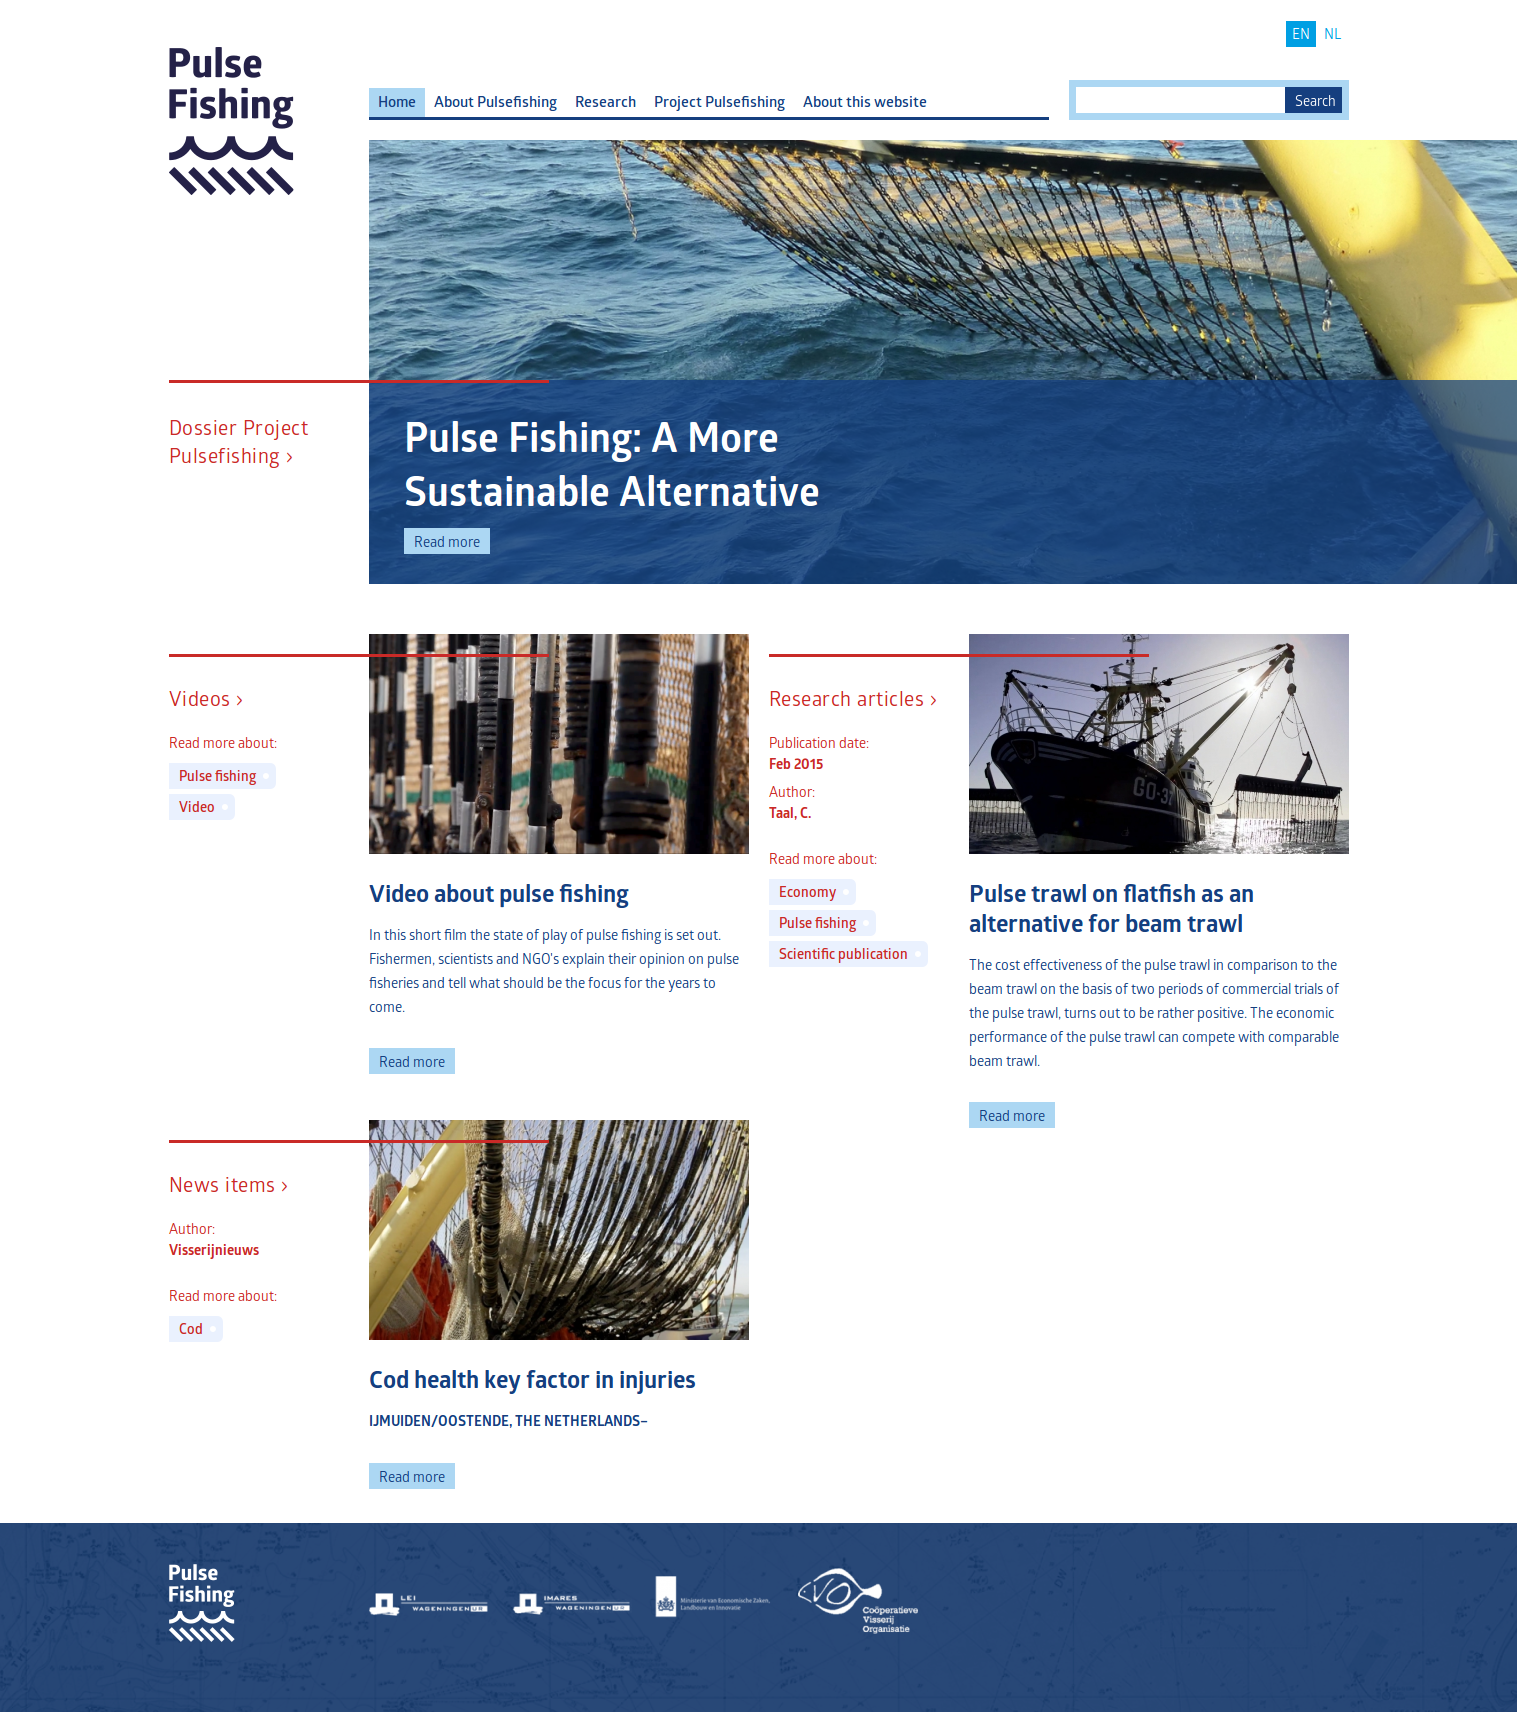 EN NL
Pulse
Fishing
Home About Pulsefishing Research Project Pulsefishing About this website
Search
Dossier Project
Pulsefishing ›
Pulse Fishing: A More
Sustainable Alternative
Read more
Videos ›
Read more about:
Pulse fishing
Video
Video about pulse fishing
In this short film the state of play of pulse fishing is set out.
Fishermen, scientists and NGO's explain their opinion on pulse
fisheries and tell what should be the focus for the years to
come.
Read more
Research articles ›
Publication date:
Feb 2015
Author:
Taal, C.
Read more about:
Economy
Pulse fishing
Scientific publication
Pulse trawl on flatfish as an
alternative for beam trawl
The cost effectiveness of the pulse trawl in comparison to the
beam trawl on the basis of two periods of commercial trials of
the pulse trawl, turns out to be rather positive. The economic
performance of the pulse trawl can compete with comparable
beam trawl.
Read more
News items ›
Author:
Visserijnieuws
Read more about:
Cod
Cod health key factor in injuries
IJMUIDEN/OOSTENDE, THE NETHERLANDS–
Read more
Pulse
Fishing
LEI
WAGENINGEN UR
IMARES
WAGENINGEN UR
Ministerie van Economische Zaken,
Landbouw en Innovatie
CVO
Coöperatieve
Visserij
Organisatie